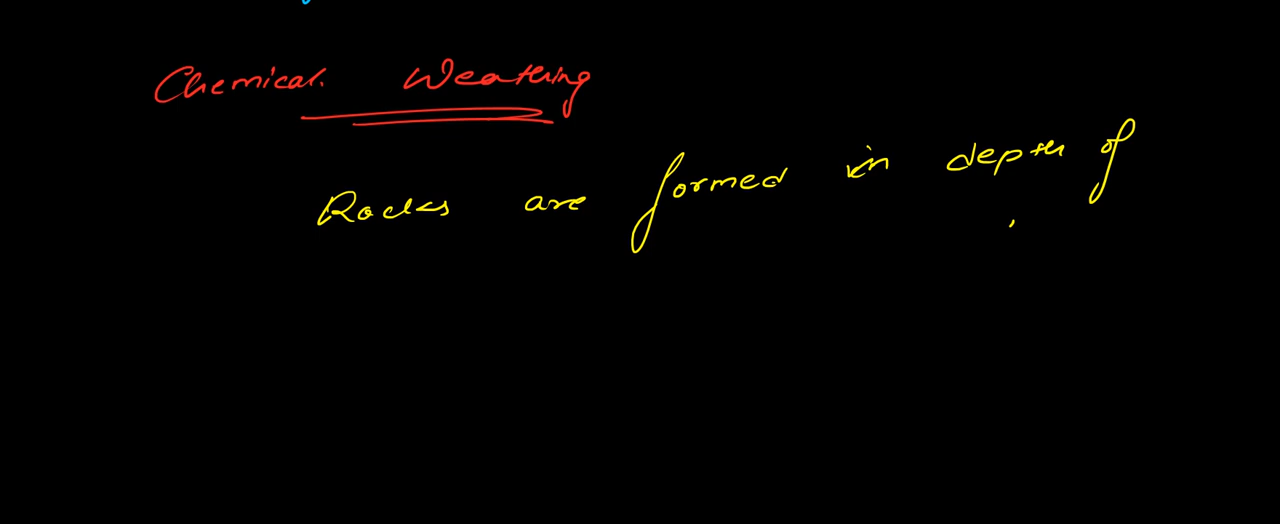 Chemical. Weathering
Rocks are formed in depth of